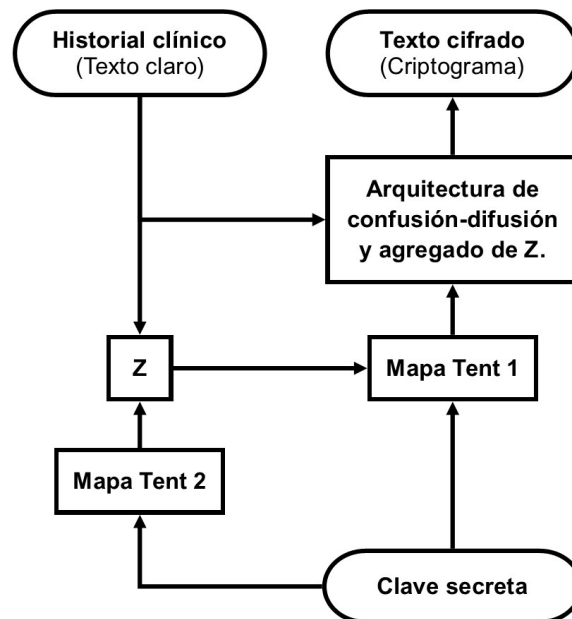 Historial clínico
(Texto claro)
Texto cifrado
(Criptograma)
Arquitectura de
confusión-difusión
y agregado de Z.
Z
Mapa Tent 1
Mapa Tent 2
Clave secreta